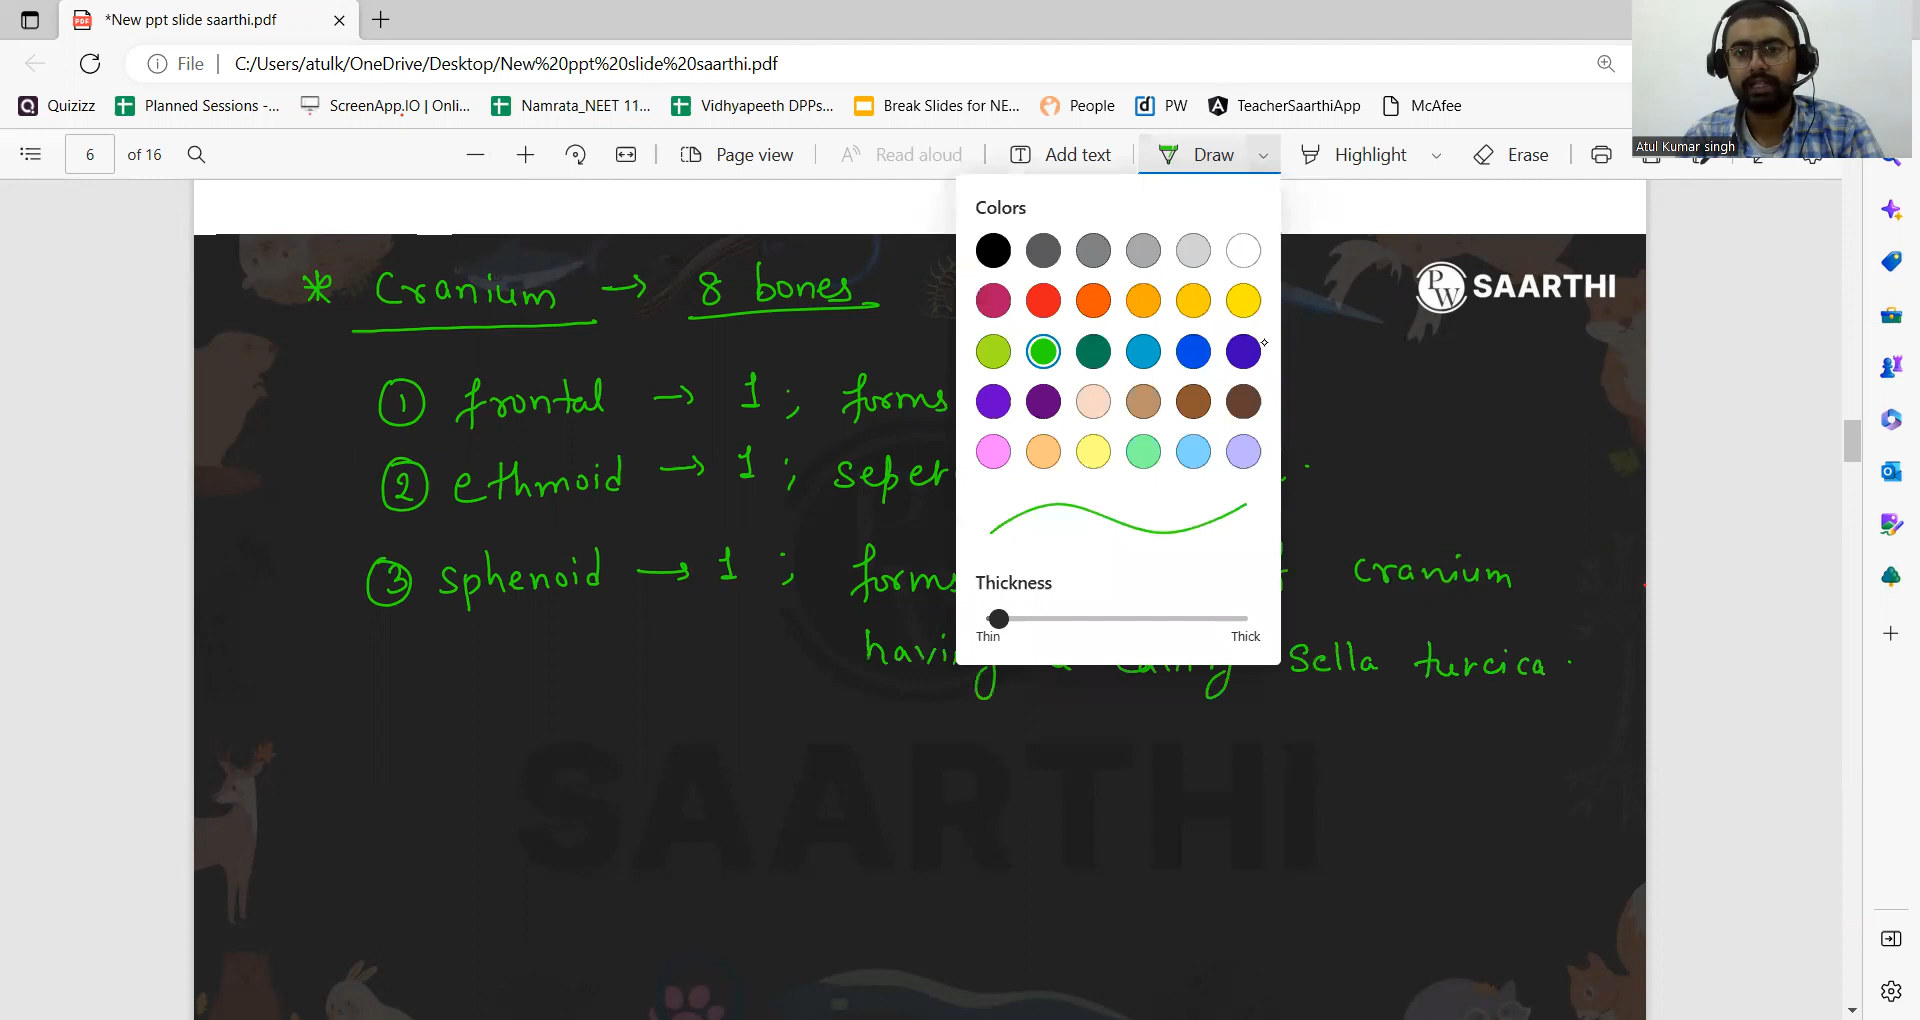 *New ppt slide saarthi.pdf
File C:/Users/atulk/OneDrive/Desktop/New%20ppt%20slide%20saarthi.pdf
Quizizz Planned Sessions -... ScreenApp.IO | Onli... Namrata_NEET 11... Vidhyapeeth DPPs... Break Slides for NE... People PW TeacherSaarthiApp McAfee
Atul Kumar singh
6 of 16 Page view Read aloud Add text Draw Highlight Erase
Colors
* Cranium → 8 bones
PW SAARTHI
① frontal → 1 ; forms
② ethmoid → 1 ; seper
③ sphenoid → 1 ; forms cranium
Thickness
Thin Thick
havi Sella turcica.
SAARTHI